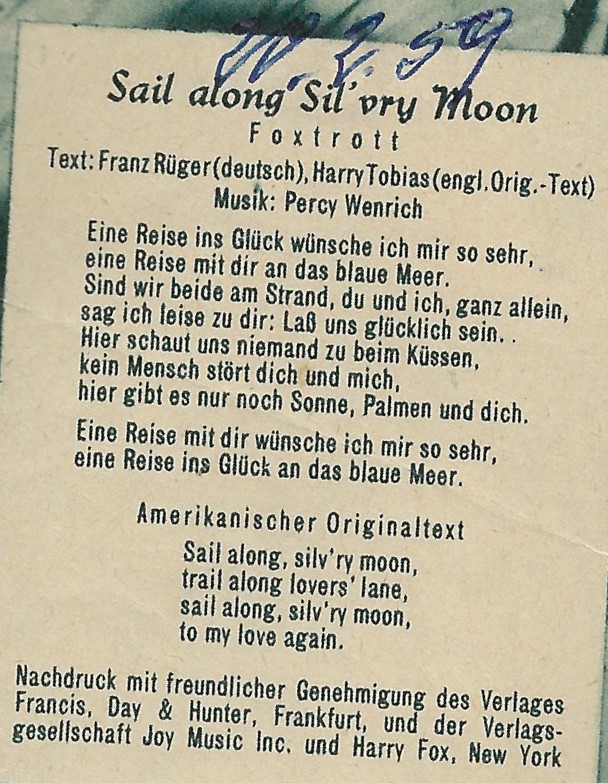 20. 2. 59
Sail along Sil'vry Moon
Foxtrott
Text: Franz Rüger (deutsch), Harry Tobias (engl. Orig.-Text)
Musik: Percy Wenrich
Eine Reise ins Glück wünsche ich mir so sehr,
eine Reise mit dir an das blaue Meer.
Sind wir beide am Strand, du und ich, ganz allein,
sag ich leise zu dir: Laß uns glücklich sein. .
Hier schaut uns niemand zu beim Küssen,
kein Mensch stört dich und mich,
hier gibt es nur noch Sonne, Palmen und dich.
Eine Reise mit dir wünsche ich mir so sehr,
eine Reise ins Glück an das blaue Meer.
Amerikanischer Originaltext
Sail along, silv'ry moon,
trail along lovers' lane,
sail along, silv'ry moon,
to my love again.
Nachdruck mit freundlicher Genehmigung des Verlages
Francis, Day & Hunter, Frankfurt, und der Verlags-
gesellschaft Joy Music Inc. und Harry Fox, New York